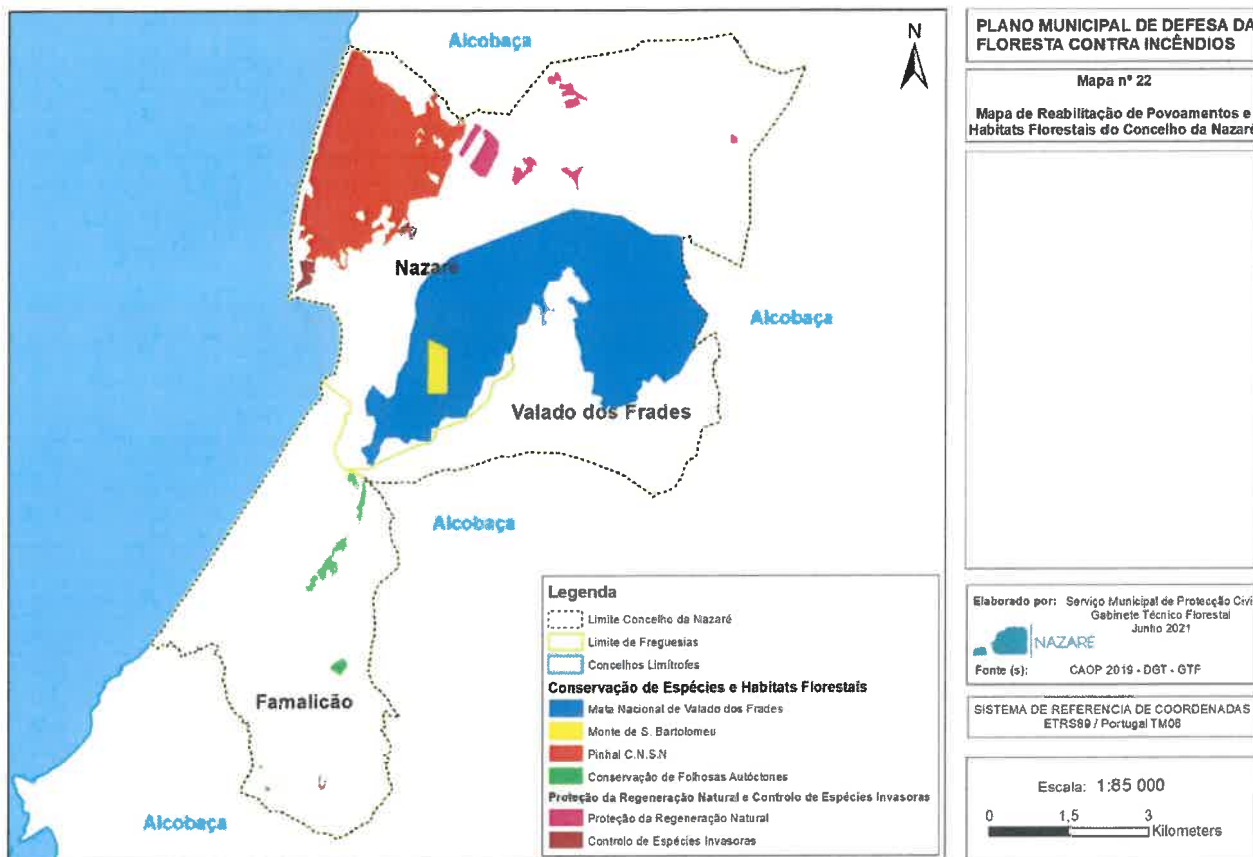 Alcobaça
N
Nazaré
Alcobaça
Valado dos Frades
Alcobaça
Famalicão
Alcobaça
Legenda
Limite Concelho da Nazaré
Limite de Freguesias
Concelhos Limítrofes
Conservação de Espécies e Habitats Florestais
Mata Nacional de Valado dos Frades
Monte de S. Bartolomeu
Pinhal C.N.S.N
Conservação de Folhosas Autóctones
Proteção da Regeneração Natural e Controlo de Espécies Invasoras
Proteção da Regeneração Natural
Controlo de Espécies Invasoras
PLANO MUNICIPAL DE DEFESA DA
FLORESTA CONTRA INCÊNDIOS
Mapa nº 22
Mapa de Reabilitação de Povoamentos e
Habitats Florestais do Concelho da Nazaré
Elaborado por: Serviço Municipal de Protecção Civi
Gabinete Técnico Florestal
Junho 2021
NAZARÉ
Fonte (s): CAOP 2019 - DGT - GTF
SISTEMA DE REFERENCIA DE COORDENADAS
ETRS89 / Portugal TM06
Escala: 1:85 000
0 1,5 3
Kilometers